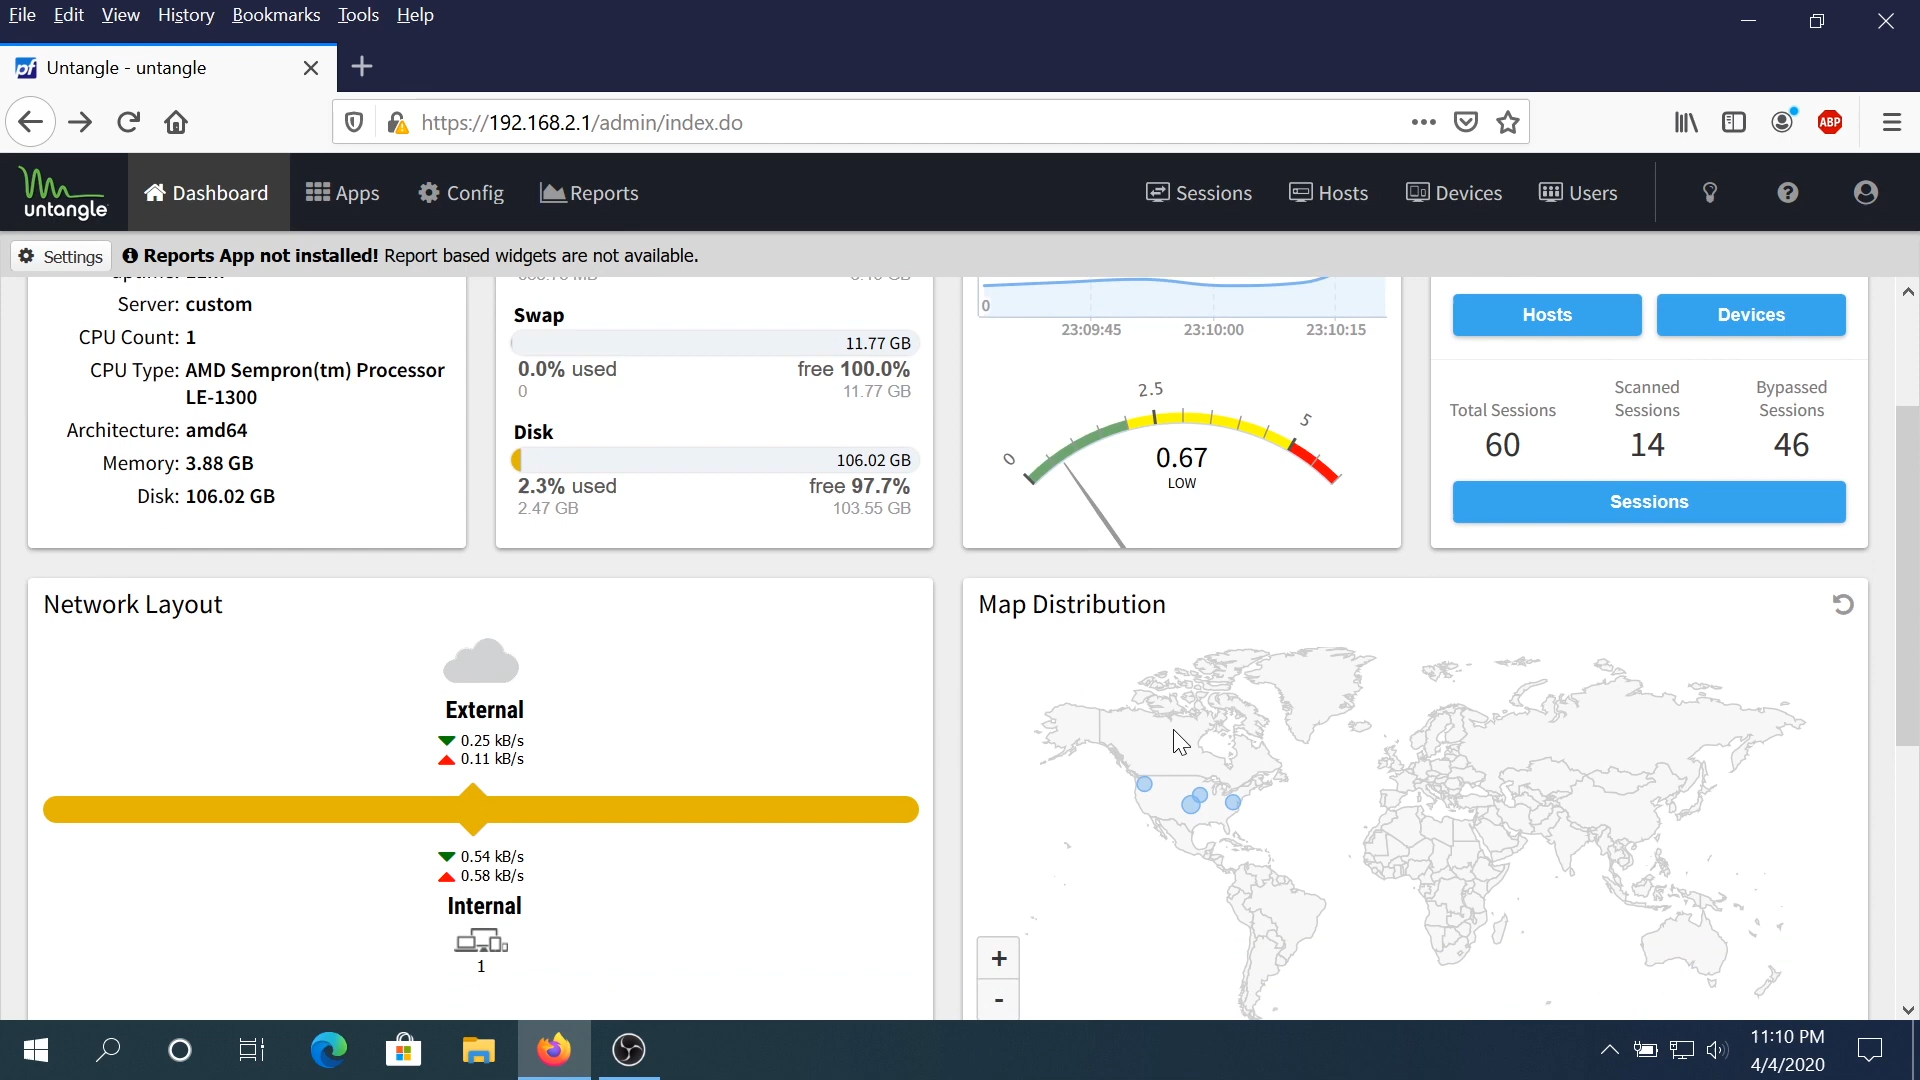 File Edit View History Bookmarks Tools Help
Untangle - untangle
https://192.168.2.1/admin/index.do
ABP
untangle
Dashboard
Apps
Config
Reports
Sessions
Hosts
Devices
Users
Settings
Reports App not installed! Report based widgets are not available.
Server: custom
CPU Count: 1
CPU Type: AMD Sempron(tm) Processor
LE-1300
Architecture: amd64
Memory: 3.88 GB
Disk: 106.02 GB
Swap
11.77 GB
0.0% used
free 100.0%
0
11.77 GB
Disk
106.02 GB
2.3% used
free 97.7%
2.47 GB
103.55 GB
0
23:09:45
23:10:00
23:10:15
0
2.5
5
0.67
LOW
Hosts
Devices
Total Sessions
60
Scanned
Sessions
14
Bypassed
Sessions
46
Sessions
Network Layout
External
0.25 kB/s
0.11 kB/s
0.54 kB/s
0.58 kB/s
Internal
1
Map Distribution
+
-
11:10 PM
4/4/2020